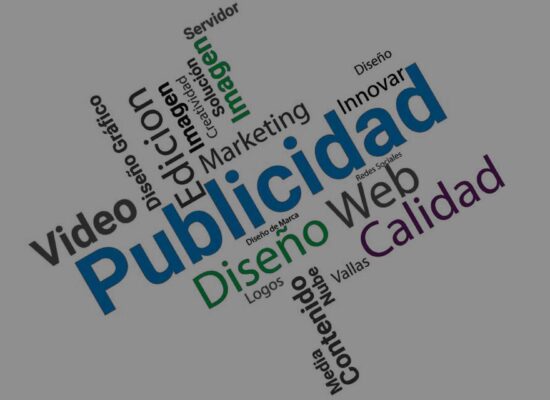 Servidor
Imagen
Solución
Creatividad
Imagen
Edicion
Diseño Gráfico
Video
Diseño
Innovar
Marketing
Publicidad
Redes Sociales
Diseño de Marca
Diseño Web
Calidad
Logos
Vallas
Nube
Contenido
Media